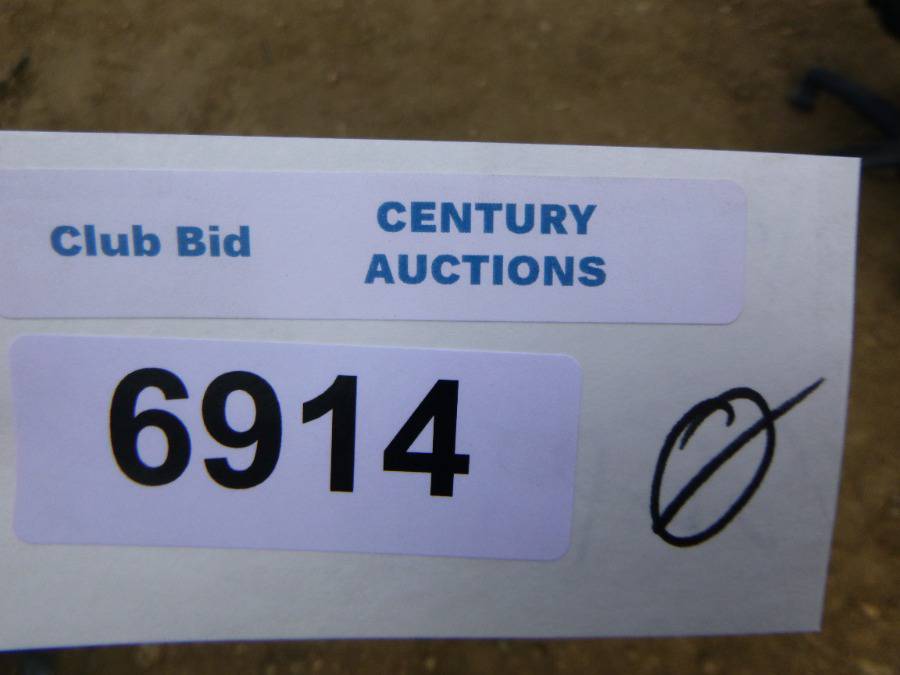 Club Bid
CENTURY
AUCTIONS
6914
Ø